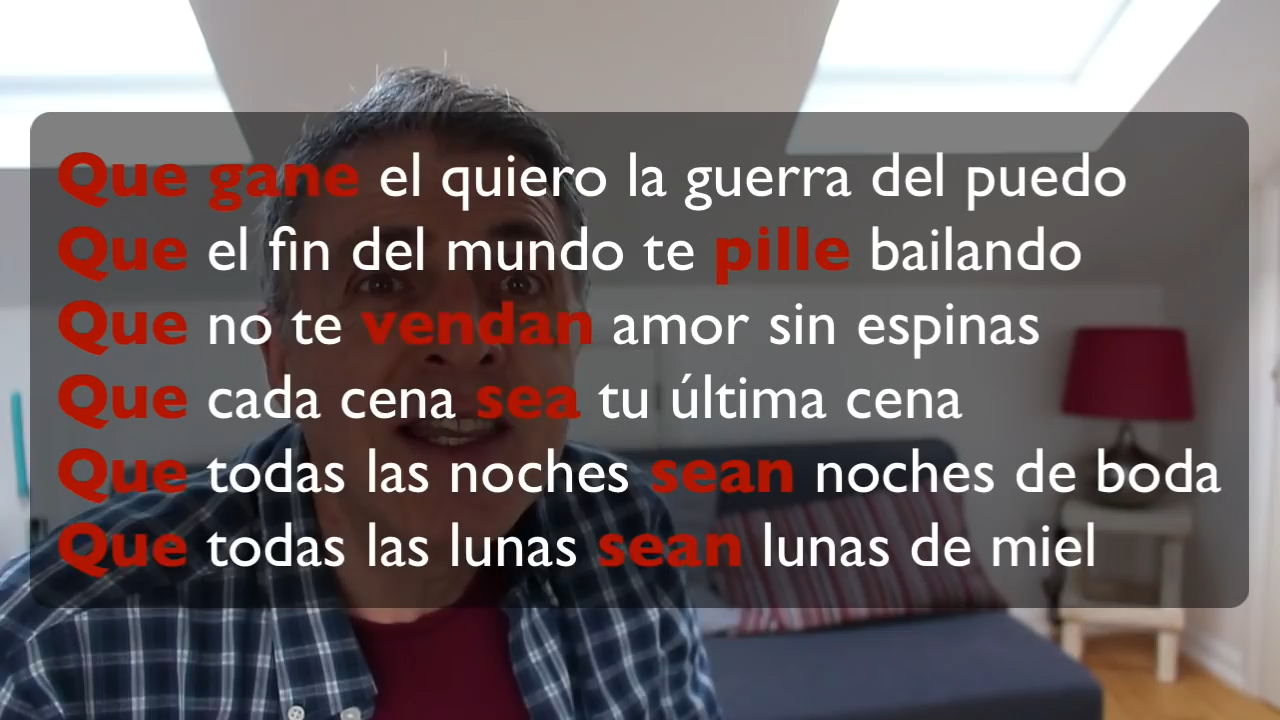 Que gane el quiero la guerra del puedo
Que el fin del mundo te pille bailando
Que no te vendan amor sin espinas
Que cada cena sea tu última cena
Que todas las noches sean noches de boda
Que todas las lunas sean lunas de miel